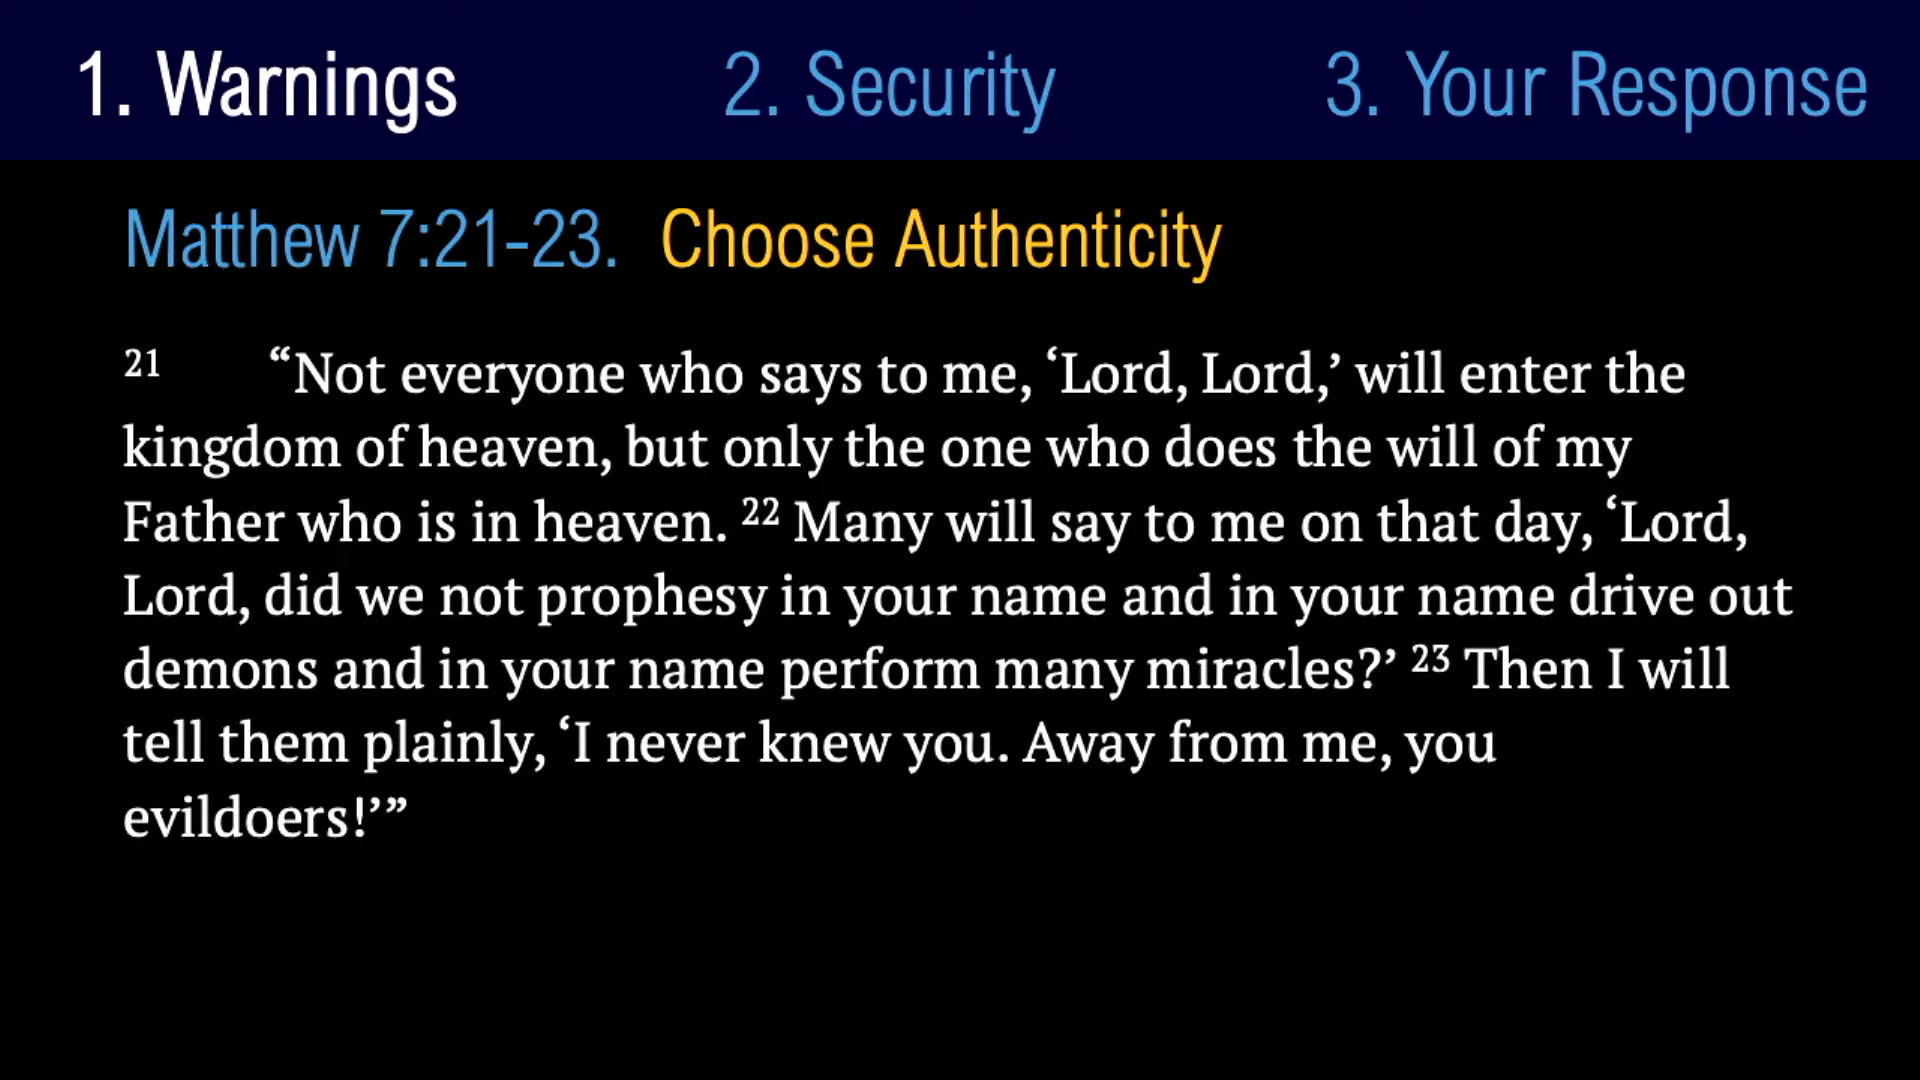 1. Warnings 2. Security 3. Your Response
Matthew 7:21-23. Choose Authenticity
21 “Not everyone who says to me, ‘Lord, Lord,’ will enter the
kingdom of heaven, but only the one who does the will of my
Father who is in heaven. 22 Many will say to me on that day, ‘Lord,
Lord, did we not prophesy in your name and in your name drive out
demons and in your name perform many miracles?’ 23 Then I will
tell them plainly, ‘I never knew you. Away from me, you
evildoers!’”